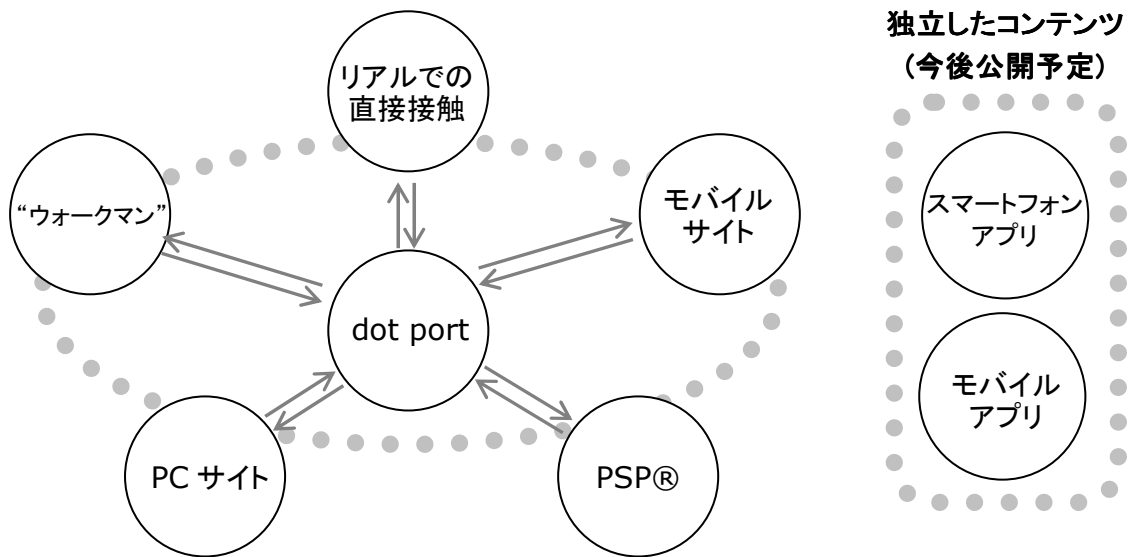 独立したコンテンツ
(今後公開予定)
リアルでの
直接接触
“ウォークマン”
モバイル
サイト
スマートフォン
アプリ
dot port
モバイル
アプリ
PC サイト
PSP®